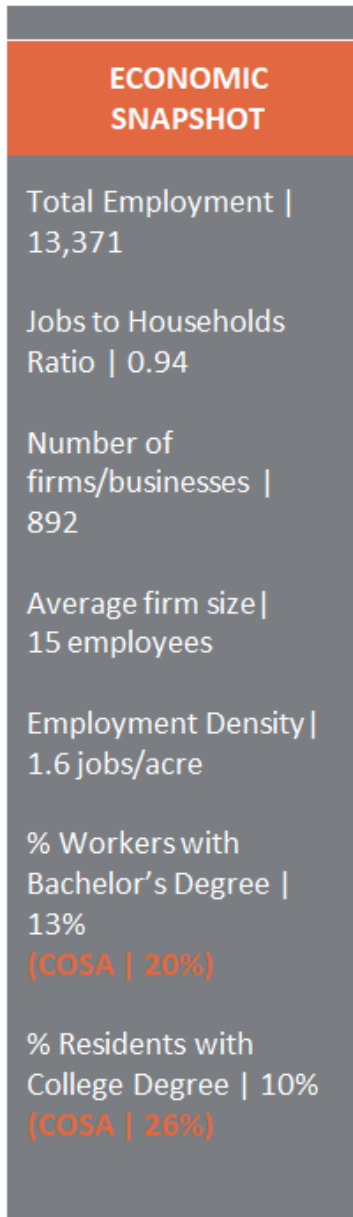 ECONOMIC
SNAPSHOT
Total Employment |
13,371
Jobs to Households
Ratio | 0.94
Number of
firms/businesses |
892
Average firm size|
15 employees
Employment Density|
1.6 jobs/acre
% Workers with
Bachelor’s Degree |
13%
(COSA | 20%)
% Residents with
College Degree | 10%
(COSA | 26%)